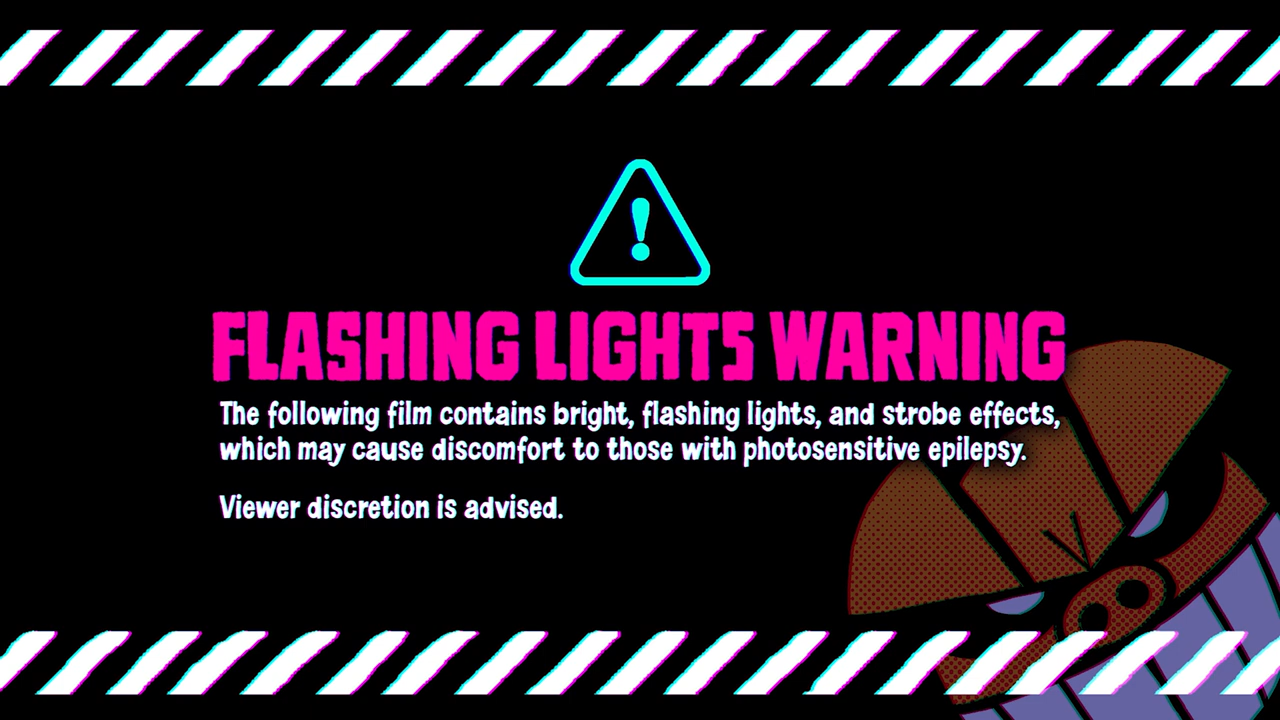 !
FLASHING LIGHTS WARNING
The following film contains bright, flashing lights, and strobe effects,
which may cause discomfort to those with photosensitive epilepsy.
Viewer discretion is advised.